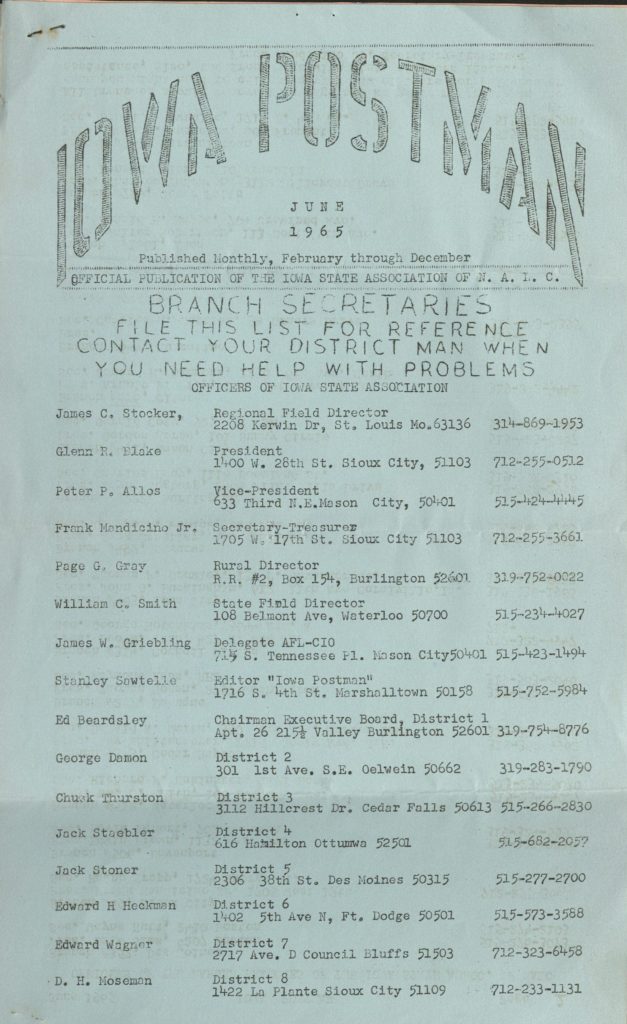 IOWA POSTMAN
JUNE
1965
Published Monthly, February through December
OFFICIAL PUBLICATION OF THE IOWA STATE ASSOCIATION OF N. A. L. C.
BRANCH SECRETARIES
FILE THIS LIST FOR REFERENCE
CONTACT YOUR DISTRICT MAN WHEN
YOU NEED HELP WITH PROBLEMS
OFFICERS OF IOWA STATE ASSOCIATION
James C. Stocker, Regional Field Director
2208 Kerwin Dr, St. Louis Mo.63136 314-869-1953
Glenn R. Blake President
1400 W. 28th St. Sioux City, 51103 712-255-0512
Peter P. Allos Vice-President
633 Third N.E.Mason City, 50401 515-424-4445
Frank Mandicino Jr. Secretary-Treasurer
1705 W. 17th St. Sioux City 51103 712-255-3661
Page G. Gray Rural Director
R.R. #2, Box 154, Burlington 52601 319-752-0022
William C. Smith State Field Director
108 Belmont Ave, Waterloo 50700 515-234-4027
James W. Griebling Delegate AFL-CIO
715 S. Tennessee Pl. Mason City50401 515-423-1494
Stanley Sawtelle Editor "Iowa Postman"
1716 S. 4th St. Marshalltown 50158 515-752-5984
Ed Beardsley Chairman Executive Board, District 1
Apt. 26 215½ Valley Burlington 52601 319-754-8776
George Damon District 2
301 1st Ave. S.E. Oelwein 50662 319-283-1790
Chuck Thurston District 3
3112 Hillcrest Dr. Cedar Falls 50613 515-266-2830
Jack Staebler District 4
616 Hamilton Ottumwa 52501 515-682-2057
Jack Stoner District 5
2306 38th St. Des Moines 50315 515-277-2700
Edward H Heckman District 6
1402 5th Ave N, Ft. Dodge 50501 515-573-3588
Edward Wagner District 7
2717 Ave. D Council Bluffs 51503 712-323-6458
D. H. Moseman District 8
1422 La Plante Sioux City 51109 712-233-1131